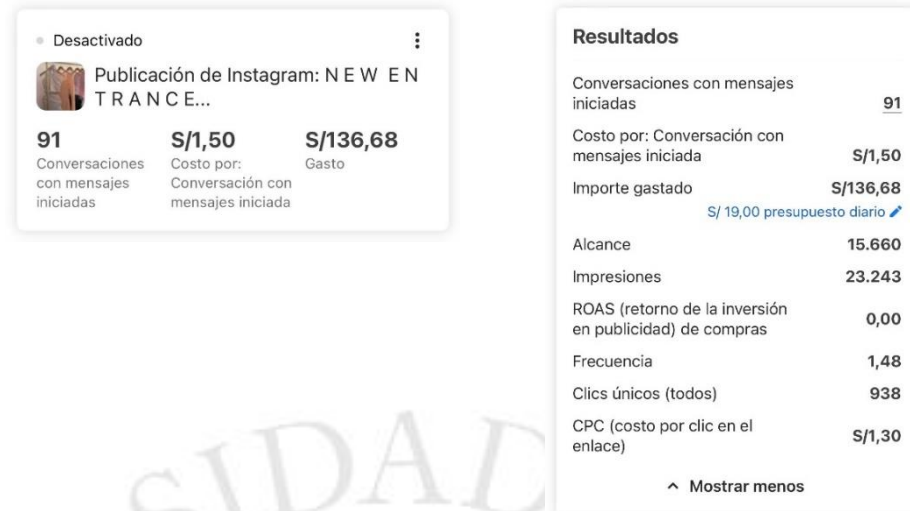 Desactivado
Publicación de Instagram: N E W E N
T R A N C E...
91
Conversaciones
con mensajes
iniciadas
S/1,50
Costo por:
Conversación con
mensajes iniciada
S/136,68
Gasto
Resultados
Conversaciones con mensajes
iniciadas 91
Costo por: Conversación con
mensajes iniciada S/1,50
Importe gastado S/136,68
S/ 19,00 presupuesto diario
Alcance 15.660
Impresiones 23.243
ROAS (retorno de la inversión
en publicidad) de compras 0,00
Frecuencia 1,48
Clics únicos (todos) 938
CPC (costo por clic en el
enlace) S/1,30
Mostrar menos
SIDAD